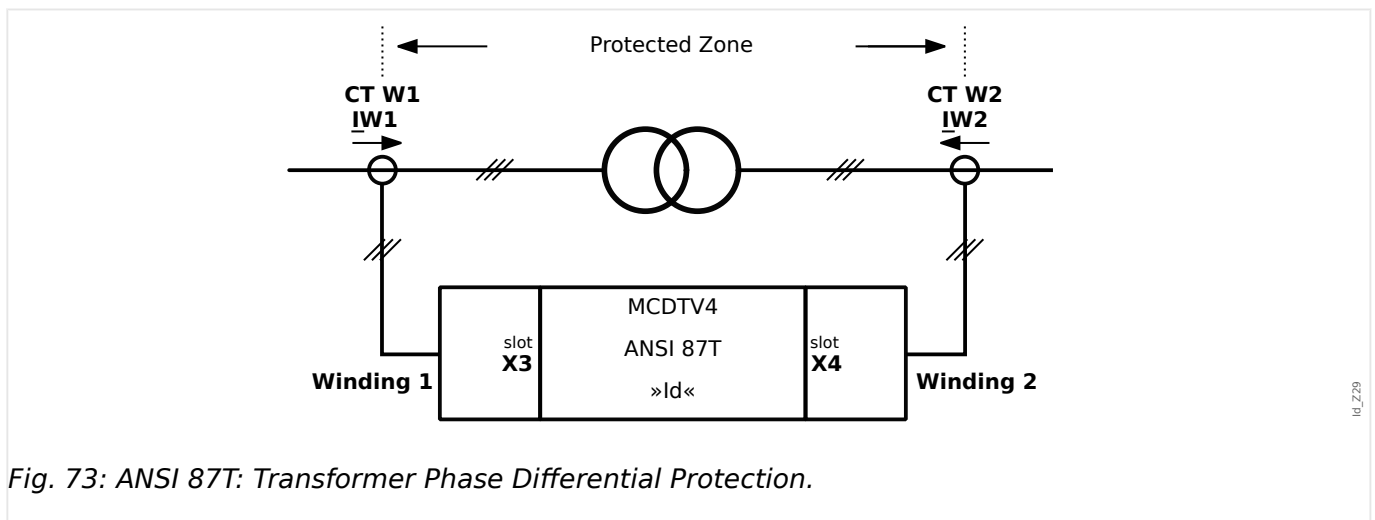 Protected Zone
CT W1
IW1
CT W2
IW2
MCDTV4
ANSI 87T
»Id«
slot
X3
slot
X4
Winding 1
Winding 2
Id_Z29
Fig. 73: ANSI 87T: Transformer Phase Differential Protection.